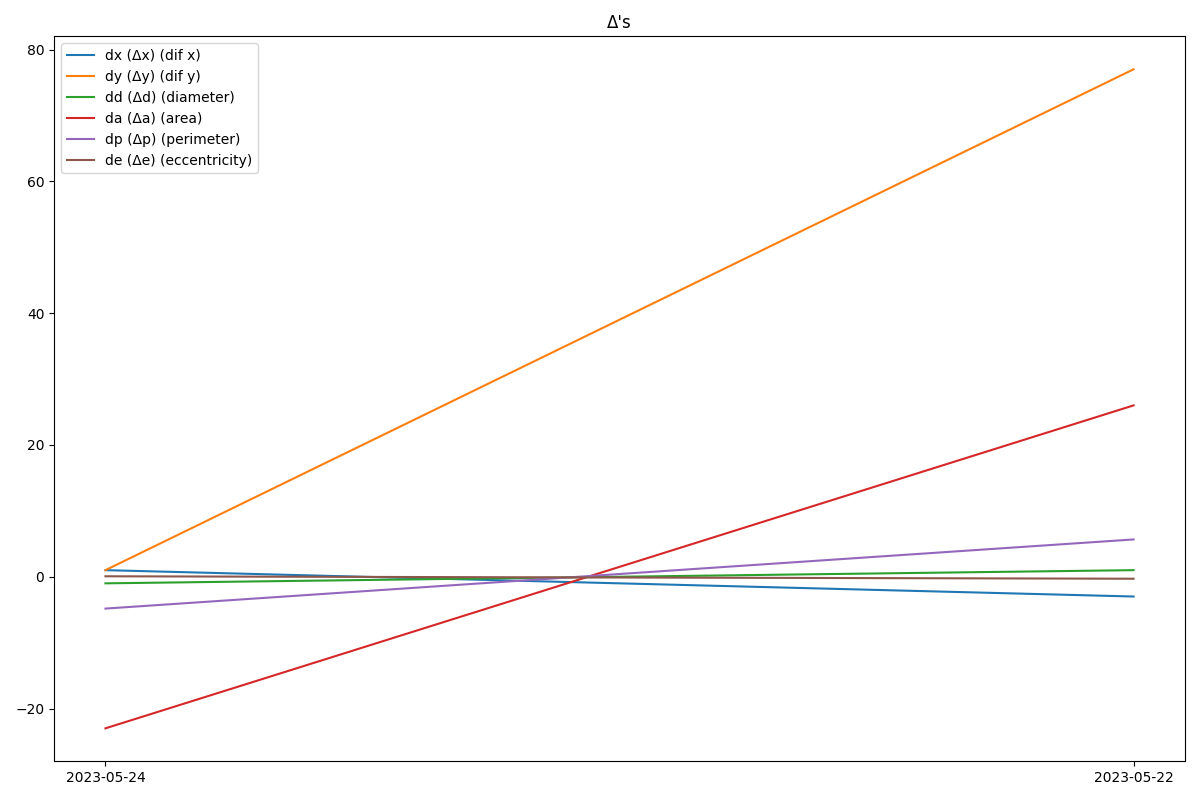 Δ's
dx (Δx) (dif x)
dy (Δy) (dif y)
dd (Δd) (diameter)
da (Δa) (area)
dp (Δp) (perimeter)
de (Δe) (eccentricity)
80
60
40
20
0
−20
2023-05-24 2023-05-22